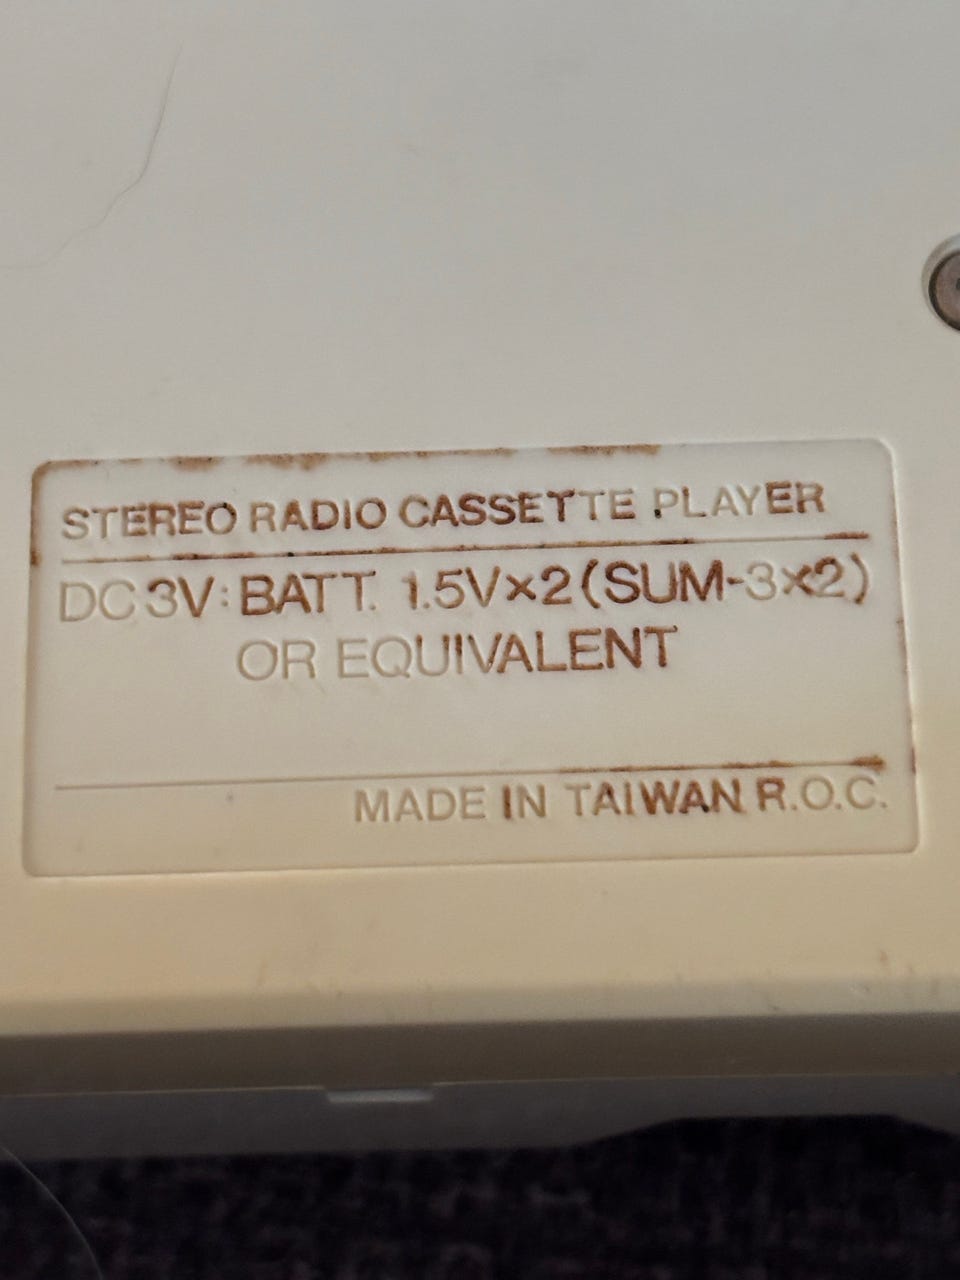 STEREO RADIO CASSETTE PLAYER
DC 3V: BATT. 1.5V×2 (SUM-3×2)
OR EQUIVALENT
MADE IN TAIWAN R.O.C.